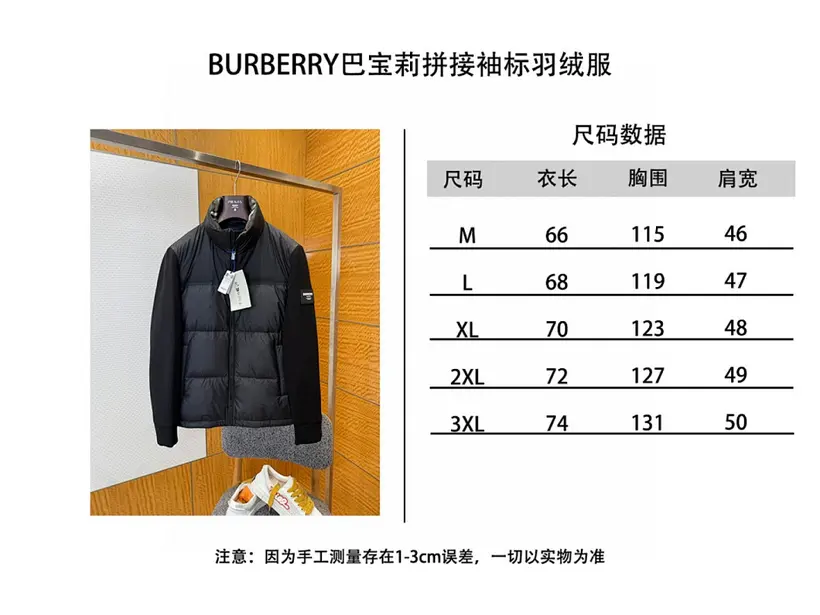 BURBERRY巴宝莉拼接袖标羽绒服
尺码数据
尺码 衣长 胸围 肩宽
M 66 115 46
L 68 119 47
XL 70 123 48
2XL 72 127 49
3XL 74 131 50
注意：因为手工测量存在1-3cm误差，一切以实物为准